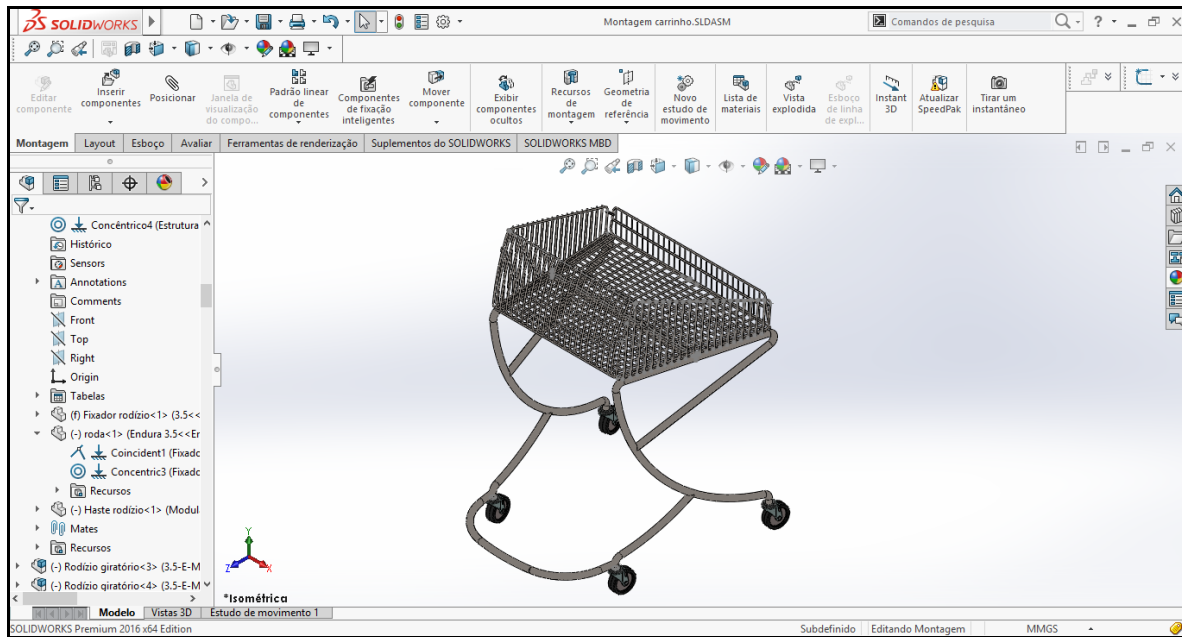 SOLIDWORKS
Montagem carrinho.SLDASM
Comandos de pesquisa
Editar componente
Inserir componentes
Posicionar
Janela de visualização do compo...
Padrão linear de componentes
Componentes de fixação inteligentes
Mover componente
Exibir componentes ocultos
Recursos de montagem
Geometria de referência
Novo estudo de movimento
Lista de materiais
Vista explodida
Esboço de linha de expl...
Instant 3D
Atualizar SpeedPak
Tirar um instantâneo
Montagem Layout Esboço Avaliar Ferramentas de renderização Suplementos do SOLIDWORKS SOLIDWORKS MBD
Concêntrico4 (Estrutura
Histórico
Sensors
Annotations
Comments
Front
Top
Right
Origin
Tabelas
(f) Fixador rodízio<1> (3.5<<
(-) roda<1> (Endura 3.5<<Er
Coincident1 (Fixadc
Concentric3 (Fixadc
Recursos
(-) Haste rodízio<1> (Modul
Mates
Recursos
(-) Rodízio giratório<3> (3.5-E-M
(-) Rodízio giratório<4> (3.5-E-M
Y
Z X
*Isométrica
Modelo Vistas 3D Estudo de movimento 1
SOLIDWORKS Premium 2016 x64 Edition
Subdefinido Editando Montagem MMGS